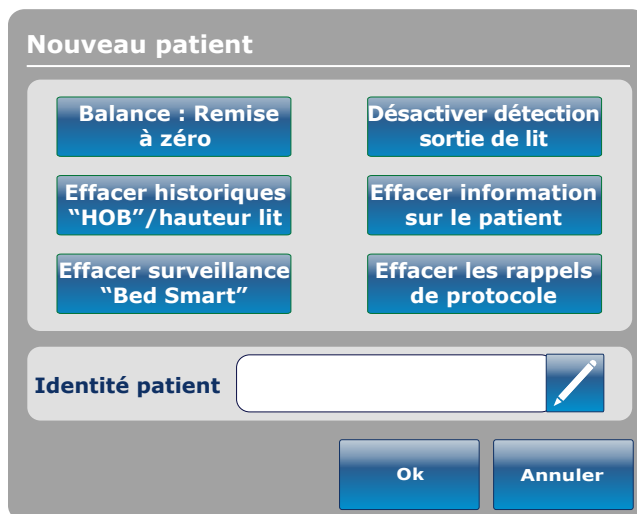 Nouveau patient
Balance : Remise
à zéro
Désactiver détection
sortie de lit
Effacer historiques
“HOB”/hauteur lit
Effacer information
sur le patient
Effacer surveillance
“Bed Smart”
Effacer les rappels
de protocole
Identité patient
Ok
Annuler